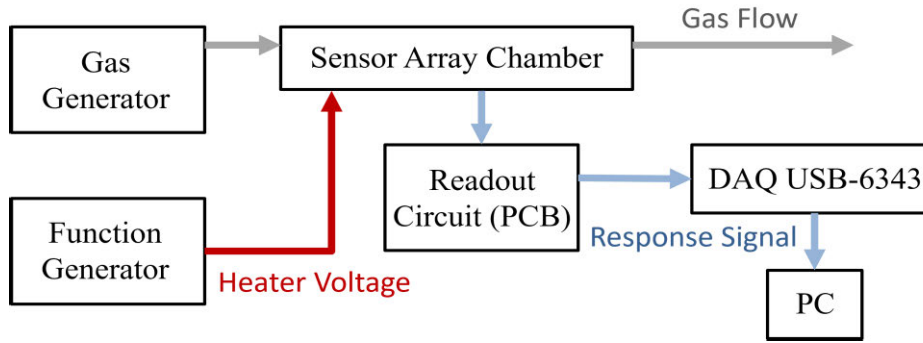 Gas Flow
Gas
Generator
Sensor Array Chamber
Readout
Circuit (PCB)
DAQ USB-6343
Function
Generator
Response Signal
Heater Voltage
PC